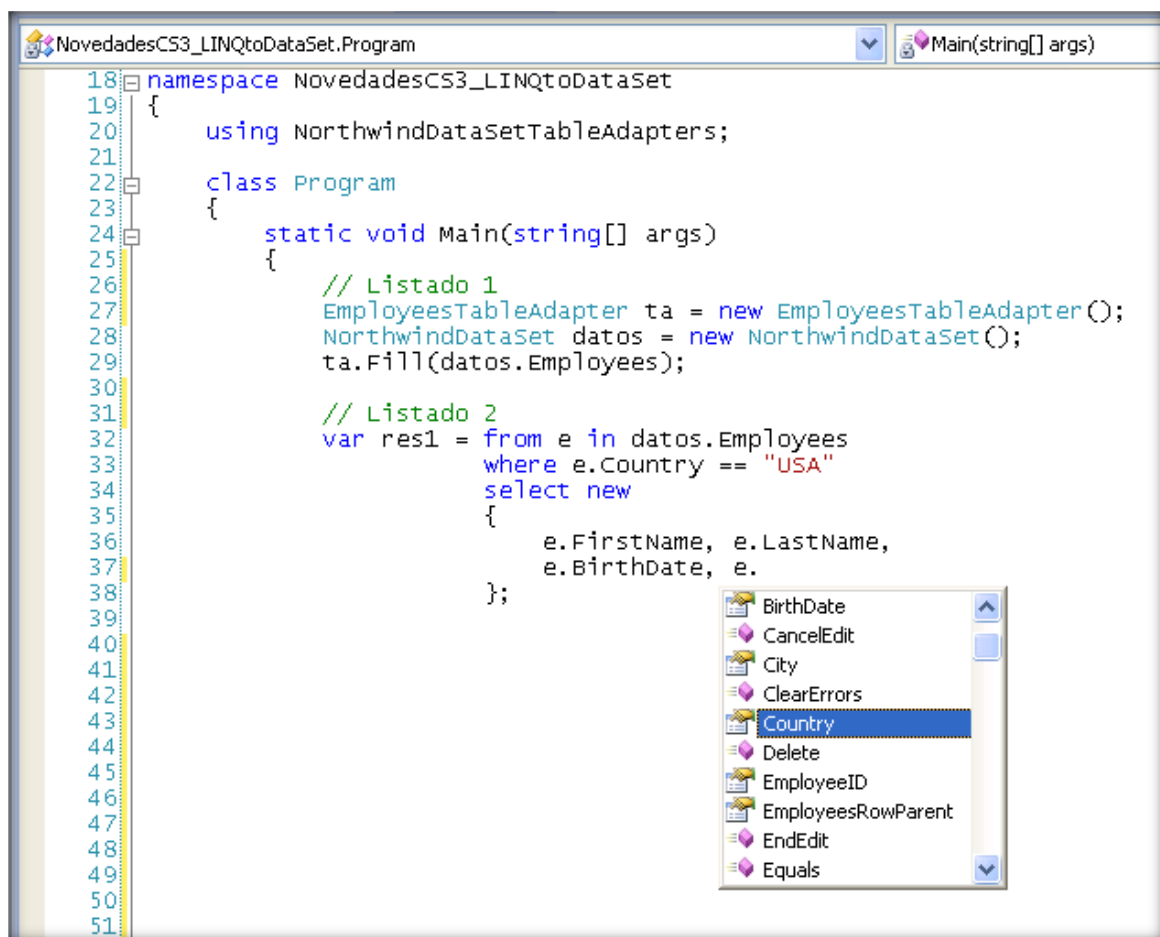 NovedadesCS3_LINQtoDataSet.Program Main(string[] args)
18 namespace NovedadesCS3_LINQtoDataSet
19 {
20 using NorthwindDataSetTableAdapters;
21
22 class Program
23 {
24 static void Main(string[] args)
25 {
26 // Listado 1
27 EmployeesTableAdapter ta = new EmployeesTableAdapter();
28 NorthwindDataSet datos = new NorthwindDataSet();
29 ta.Fill(datos.Employees);
30
31 // Listado 2
32 var res1 = from e in datos.Employees
33 where e.Country == "USA"
34 select new
35 {
36 e.FirstName, e.LastName,
37 e.BirthDate, e.
38 };
39
40
41
42
43
44
45
46
47
48
49
50
51
BirthDate
CancelEdit
City
ClearErrors
Country
Delete
EmployeeID
EmployeesRowParent
EndEdit
Equals